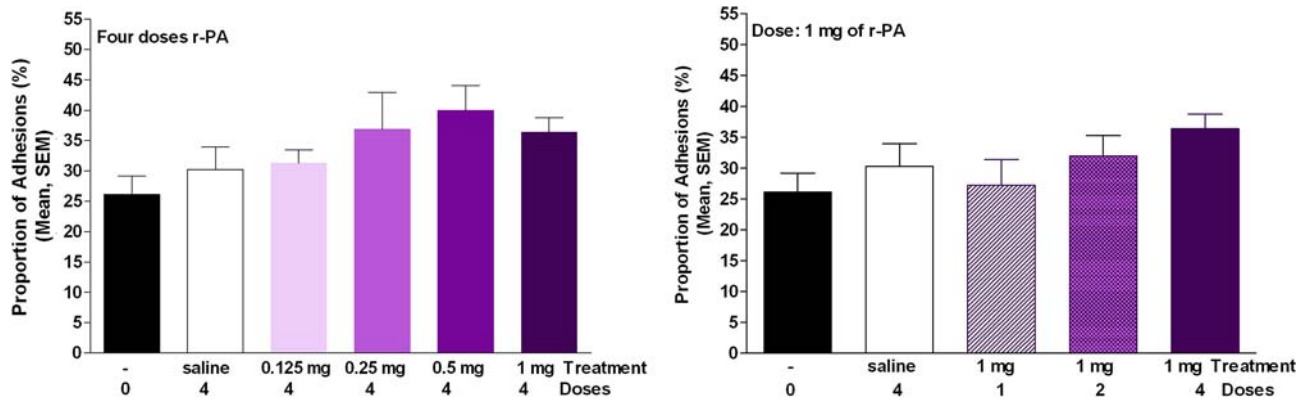 Proportion of Adhesions (%)
(Mean, SEM)
55
50
45
40
35
30
25
20
15
10
5
0
Four doses r-PA
- saline 0.125 mg 0.25 mg 0.5 mg 1 mg Treatment
0 4 4 4 4 4 Doses
Proportion of Adhesions (%)
(Mean, SEM)
55
50
45
40
35
30
25
20
15
10
5
0
Dose: 1 mg of r-PA
- saline 1 mg 1 mg 1 mg Treatment
0 4 1 2 4 Doses